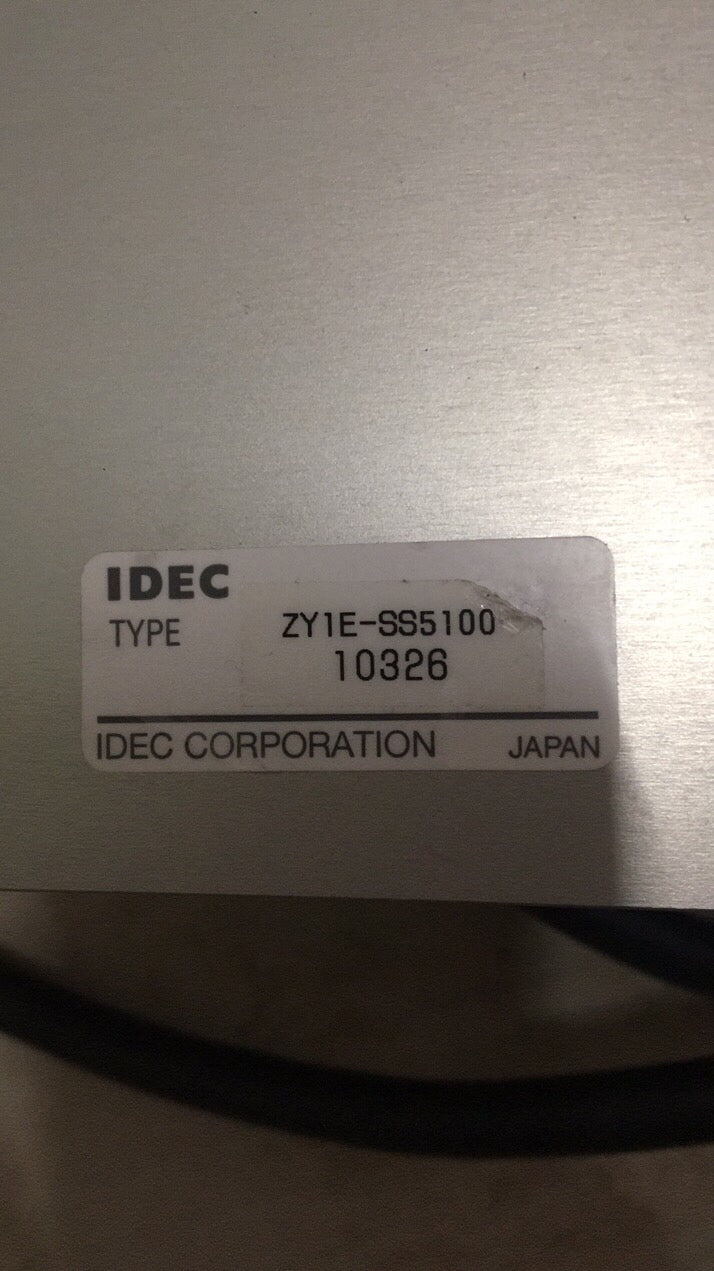 IDEC
TYPE ZY1E-SS5100
10326
IDEC CORPORATION JAPAN